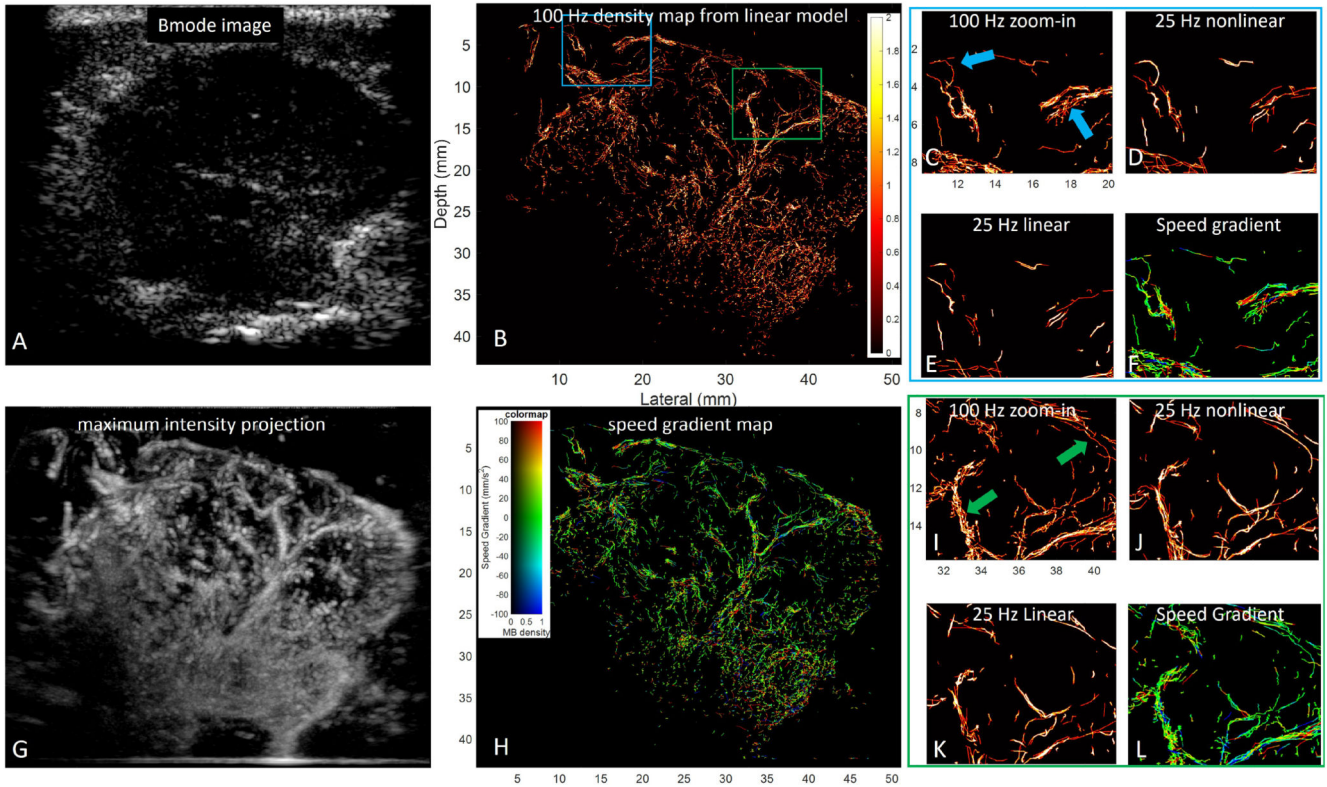 Bmode image
A
100 Hz density map from linear model
5
10
15
20
25
30
35
40
Depth (mm)
B
2
1.8
1.6
1.4
1.2
1
0.8
0.6
0.4
0.2
0
10 20 30 40 50
Lateral (mm)
100 Hz zoom-in
2
4
6
8
C
12 14 16 18 20
25 Hz nonlinear
D
25 Hz linear
E
Speed gradient
F
maximum intensity projection
G
speed gradient map
5
10
15
20
25
30
35
40
colormap
Speed Gradient (mm/s²)
100
80
60
40
20
0
-20
-40
-60
-80
-100
0 0.5 1
MB density
H
5 10 15 20 25 30 35 40 45 50
100 Hz zoom-in
8
10
12
14
I
32 34 36 38 40
25 Hz nonlinear
J
25 Hz Linear
K
Speed Gradient
L